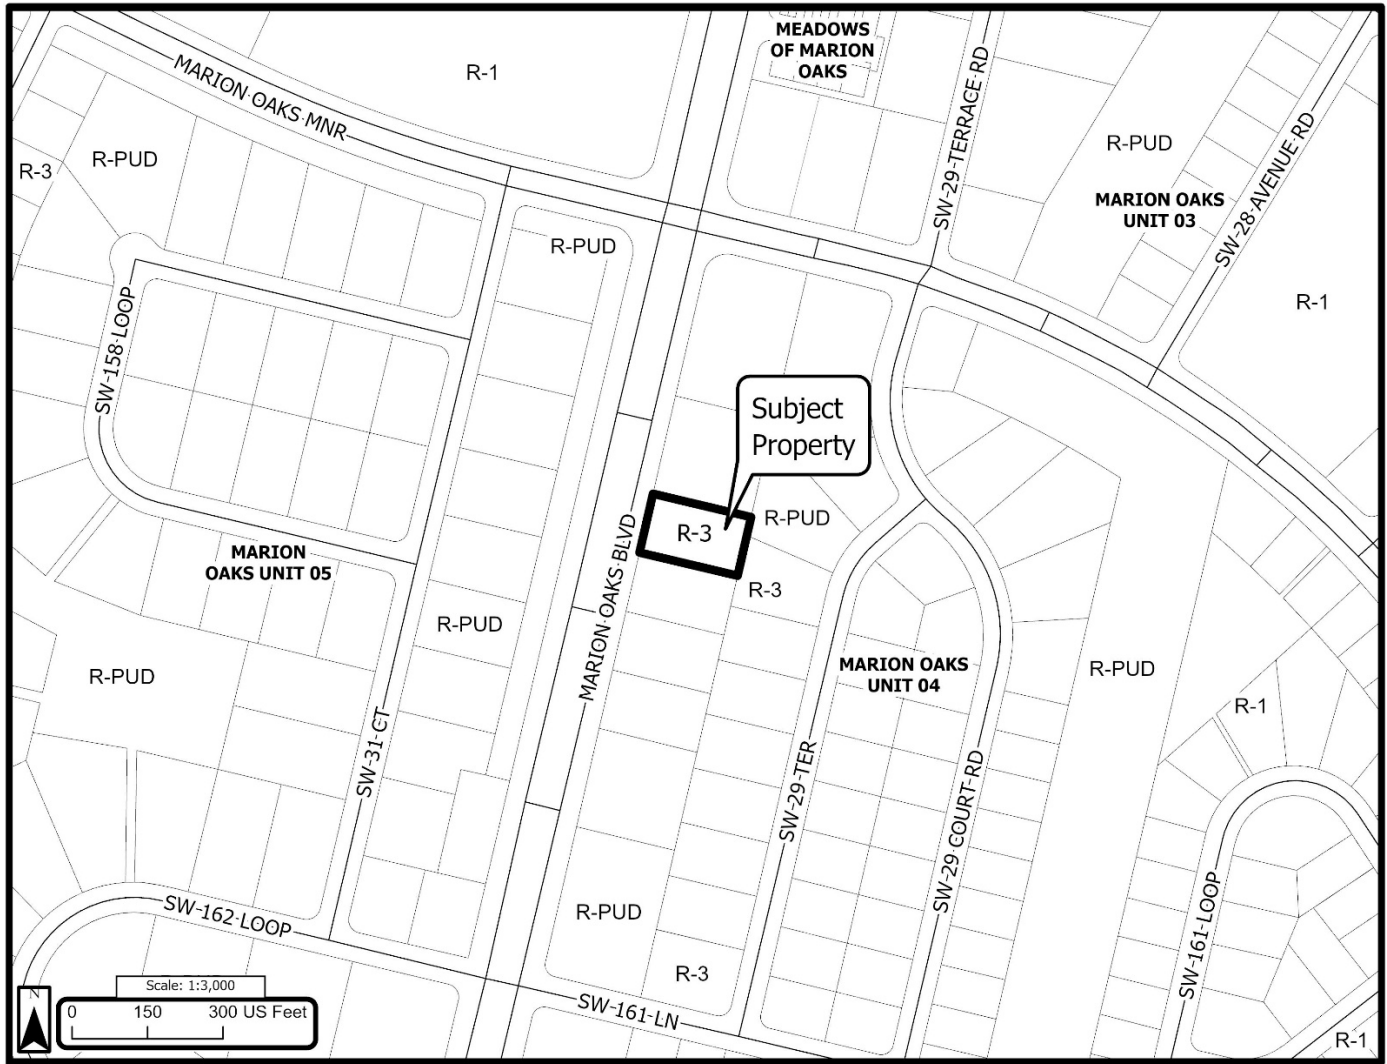 MEADOWS
OF MARION
OAKS
R-1
MARION OAKS MNR
SW 29 TERRACE RD
R-PUD
R-PUD
R-3
MARION OAKS
UNIT 03
SW 28 AVENUE RD
R-PUD
R-1
SW 158 LOOP
Subject
Property
R-3
R-PUD
MARION OAKS BLVD
MARION
OAKS UNIT 05
R-3
R-PUD
MARION OAKS
UNIT 04
R-PUD
R-PUD
R-1
SW 31 CT
SW 29 TER
SW 29 COURT RD
SW 162 LOOP
R-PUD
SW 161 LOOP
R-3
Scale: 1:3,000
N
0 150 300 US Feet
SW 161 LN
R-1